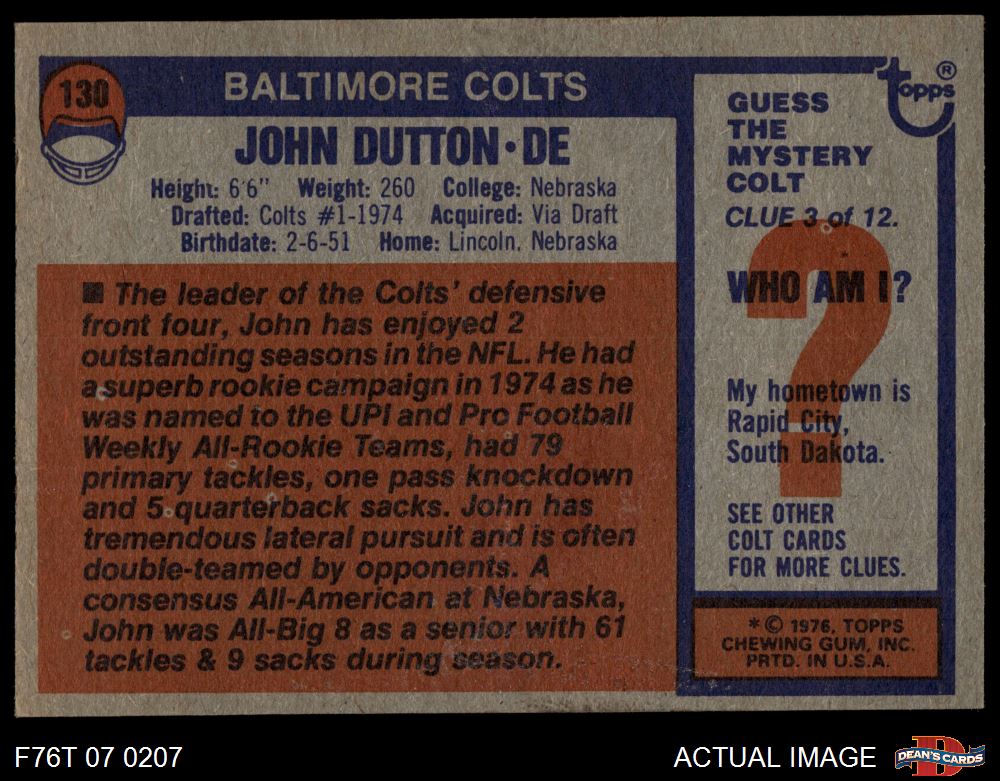 130
BALTIMORE COLTS
JOHN DUTTON • DE
Height: 6'6" Weight: 260 College: Nebraska
Drafted: Colts #1-1974 Acquired: Via Draft
Birthdate: 2-6-51 Home: Lincoln, Nebraska
■ The leader of the Colts' defensive
front four, John has enjoyed 2
outstanding seasons in the NFL. He had
a superb rookie campaign in 1974 as he
was named to the UPI and Pro Football
Weekly All-Rookie Teams, had 79
primary tackles, one pass knockdown
and 5 quarterback sacks. John has
tremendous lateral pursuit and is often
double-teamed by opponents. A
consensus All-American at Nebraska,
John was All-Big 8 as a senior with 61
tackles & 9 sacks during season.
topps®
GUESS
THE
MYSTERY
COLT
CLUE 3 of 12.
?
WHO AM I?
My hometown is
Rapid City,
South Dakota.
SEE OTHER
COLT CARDS
FOR MORE CLUES.
* © 1976, TOPPS
CHEWING GUM, INC.
PRTD. IN U.S.A.
F76T 07 0207
ACTUAL IMAGE
D
DEAN'S CARDS